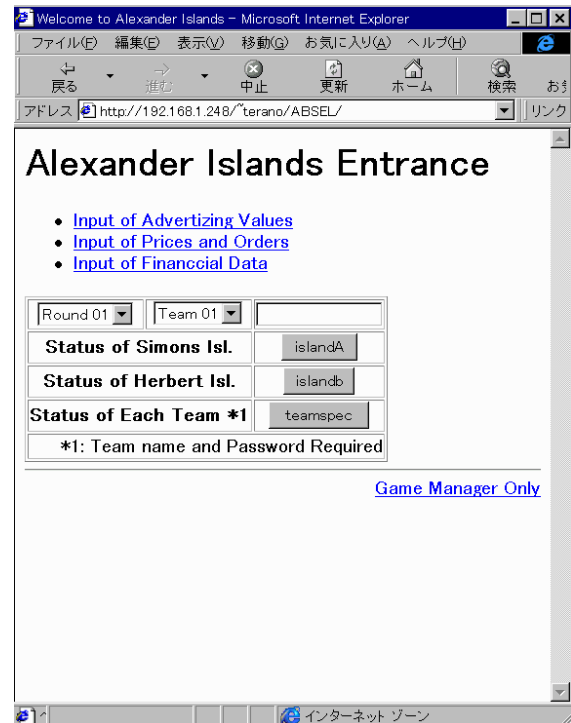 Welcome to Alexander Islands - Microsoft Internet Explorer
ファイル(F) 編集(E) 表示(V) 移動(G) お気に入り(A) ヘルプ(H)
戻る 進む 中止 更新 ホーム 検索 お
アドレス http://192.168.1.248/~terano/ABSEL/ リンク
Alexander Islands Entrance
• Input of Advertizing Values
• Input of Prices and Orders
• Input of Financcial Data
Round 01 Team 01
Status of Simons Isl. islandA
Status of Herbert Isl. islandb
Status of Each Team *1 teamspec
*1: Team name and Password Required
Game Manager Only
インターネット ゾーン